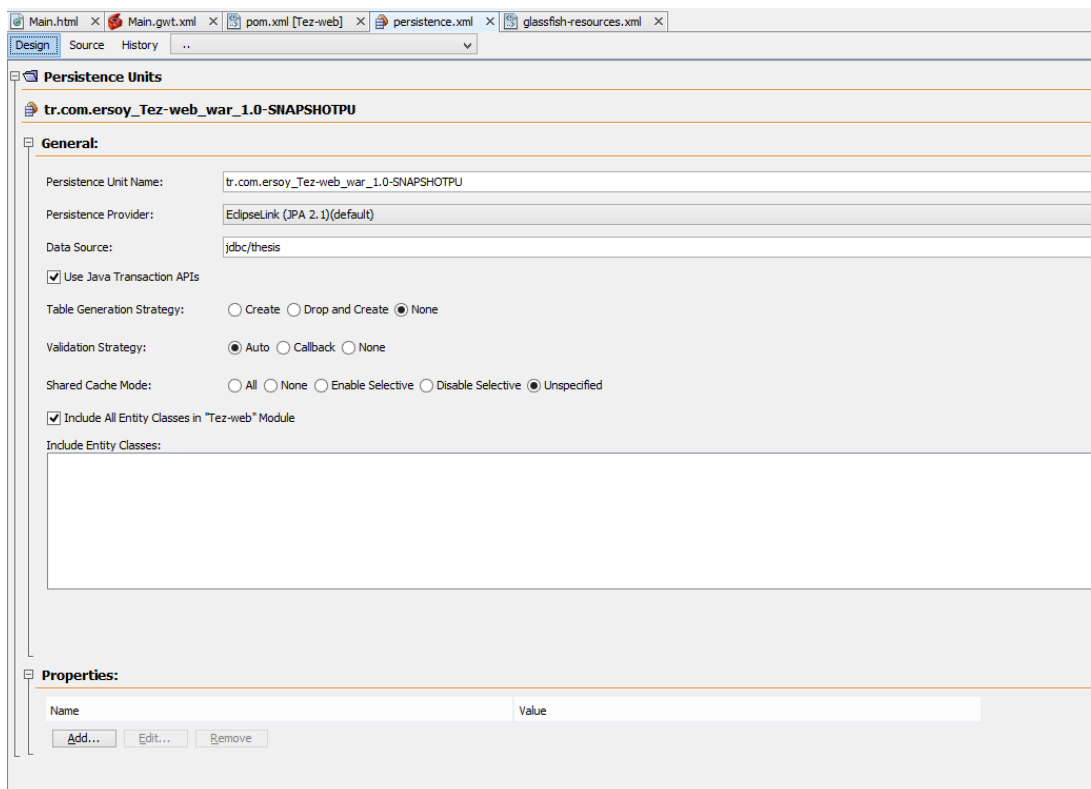 Main.html Main.gwt.xml pom.xml [Tez-web] persistence.xml glassfish-resources.xml
Design Source History ..
Persistence Units
tr.com.ersoy_Tez-web_war_1.0-SNAPSHOTPU
General:
Persistence Unit Name: tr.com.ersoy_Tez-web_war_1.0-SNAPSHOTPU
Persistence Provider: EclipseLink (JPA 2.1)(default)
Data Source: jdbc/thesis
Use Java Transaction APIs
Table Generation Strategy: Create Drop and Create None
Validation Strategy: Auto Callback None
Shared Cache Mode: All None Enable Selective Disable Selective Unspecified
Include All Entity Classes in "Tez-web" Module
Include Entity Classes:
Properties:
Name Value
Add... Edit... Remove